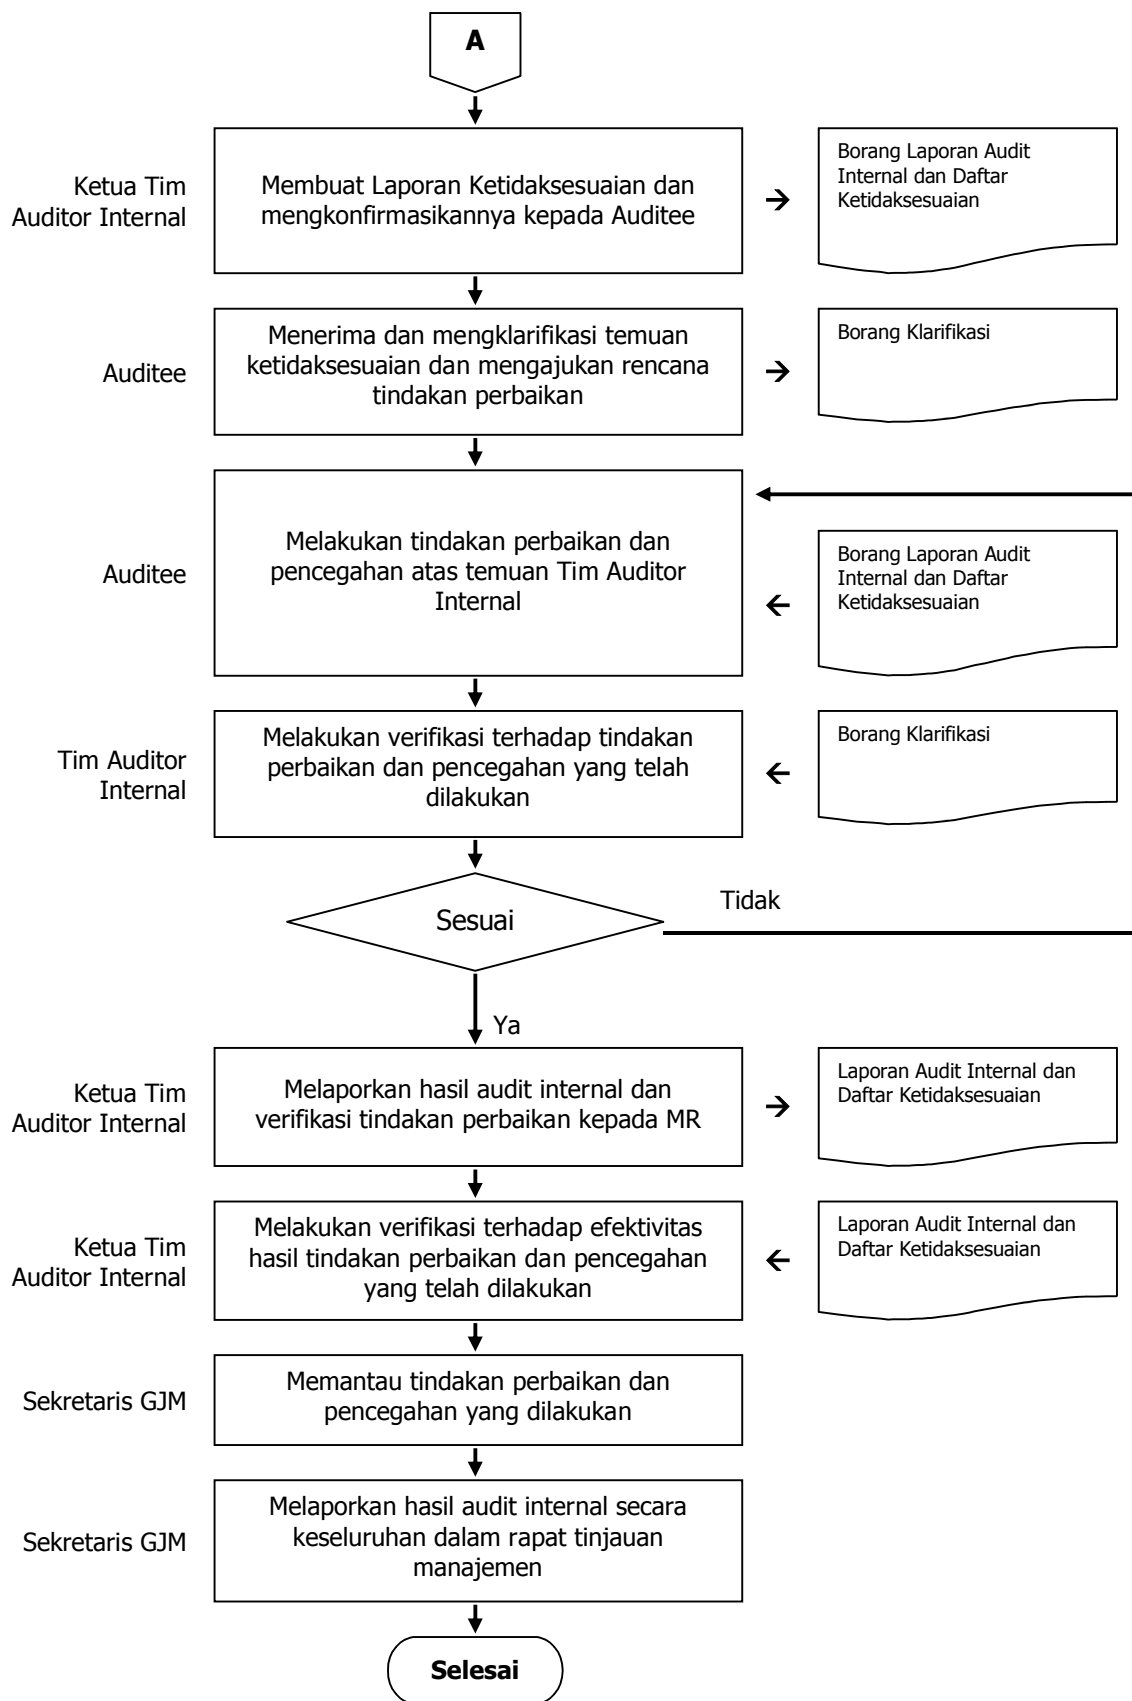 A
Ketua Tim
Auditor Internal
Membuat Laporan Ketidaksesuaian dan
mengkonfirmasikannya kepada Auditee
Borang Laporan Audit
Internal dan Daftar
Ketidaksesuaian
Auditee
Menerima dan mengklarifikasi temuan
ketidaksesuaian dan mengajukan rencana
tindakan perbaikan
Borang Klarifikasi
Auditee
Melakukan tindakan perbaikan dan
pencegahan atas temuan Tim Auditor
Internal
Borang Laporan Audit
Internal dan Daftar
Ketidaksesuaian
Tim Auditor
Internal
Melakukan verifikasi terhadap tindakan
perbaikan dan pencegahan yang telah
dilakukan
Borang Klarifikasi
Sesuai
Tidak
Ya
Ketua Tim
Auditor Internal
Melaporkan hasil audit internal dan
verifikasi tindakan perbaikan kepada MR
Laporan Audit Internal dan
Daftar Ketidaksesuaian
Ketua Tim
Auditor Internal
Melakukan verifikasi terhadap efektivitas
hasil tindakan perbaikan dan pencegahan
yang telah dilakukan
Laporan Audit Internal dan
Daftar Ketidaksesuaian
Sekretaris GJM
Memantau tindakan perbaikan dan
pencegahan yang dilakukan
Sekretaris GJM
Melaporkan hasil audit internal secara
keseluruhan dalam rapat tinjauan
manajemen
Selesai